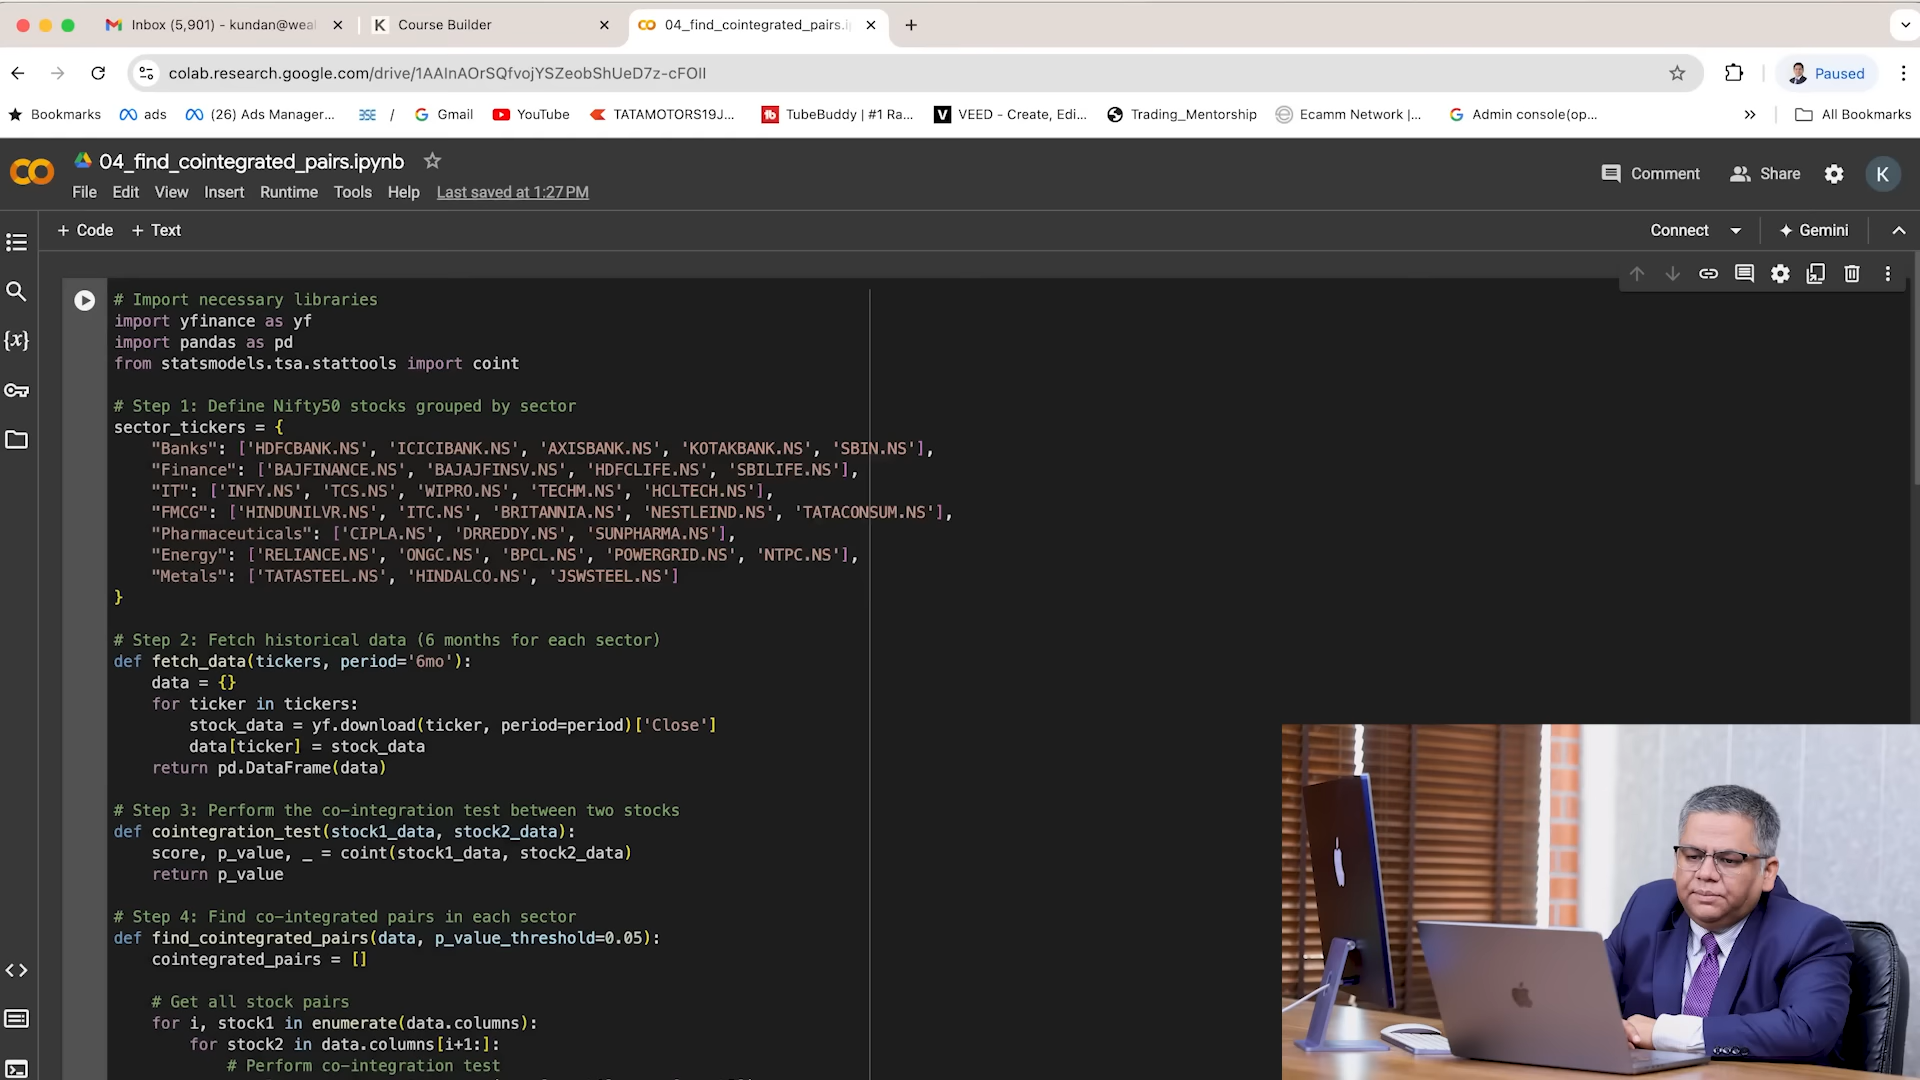 Inbox (5,901) - kundan@weal
Course Builder
04_find_cointegrated_pairs.i
colab.research.google.com/drive/1AAlnAOrSQfvojYSZeobShUeD7z-cFOlI
Paused
Bookmarks
ads
(26) Ads Manager...
/
Gmail
YouTube
TATAMOTORS19J...
TubeBuddy | #1 Ra...
VEED - Create, Edi...
Trading_Mentorship
Ecamm Network |...
Admin console(op...
»
All Bookmarks
04_find_cointegrated_pairs.ipynb
Comment
Share
K
File Edit View Insert Runtime Tools Help Last saved at 1:27 PM
+ Code + Text
Connect
Gemini
# Import necessary libraries
import yfinance as yf
import pandas as pd
from statsmodels.tsa.stattools import coint
# Step 1: Define Nifty50 stocks grouped by sector
sector_tickers = {
"Banks": ['HDFCBANK.NS', 'ICICIBANK.NS', 'AXISBANK.NS', 'KOTAKBANK.NS', 'SBIN.NS'],
"Finance": ['BAJFINANCE.NS', 'BAJAJFINSV.NS', 'HDFCLIFE.NS', 'SBILIFE.NS'],
"IT": ['INFY.NS', 'TCS.NS', 'WIPRO.NS', 'TECHM.NS', 'HCLTECH.NS'],
"FMCG": ['HINDUNILVR.NS', 'ITC.NS', 'BRITANNIA.NS', 'NESTLEIND.NS', 'TATACONSUM.NS'],
"Pharmaceuticals": ['CIPLA.NS', 'DRREDDY.NS', 'SUNPHARMA.NS'],
"Energy": ['RELIANCE.NS', 'ONGC.NS', 'BPCL.NS', 'POWERGRID.NS', 'NTPC.NS'],
"Metals": ['TATASTEEL.NS', 'HINDALCO.NS', 'JSWSTEEL.NS']
}
# Step 2: Fetch historical data (6 months for each sector)
def fetch_data(tickers, period='6mo'):
data = {}
for ticker in tickers:
stock_data = yf.download(ticker, period=period)['Close']
data[ticker] = stock_data
return pd.DataFrame(data)
# Step 3: Perform the co-integration test between two stocks
def cointegration_test(stock1_data, stock2_data):
score, p_value, _ = coint(stock1_data, stock2_data)
return p_value
# Step 4: Find co-integrated pairs in each sector
def find_cointegrated_pairs(data, p_value_threshold=0.05):
cointegrated_pairs = []
# Get all stock pairs
for i, stock1 in enumerate(data.columns):
for stock2 in data.columns[i+1:]:
# Perform co-integration test